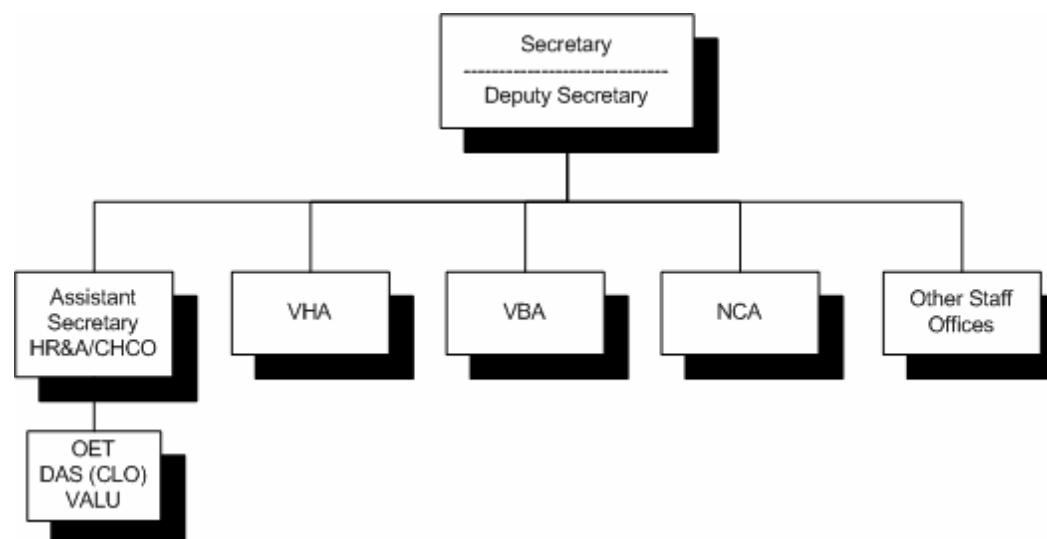 Secretary
Deputy Secretary
Assistant
Secretary
HR&A/CHCO
VHA
VBA
NCA
Other Staff
Offices
OET
DAS (CLO)
VALU